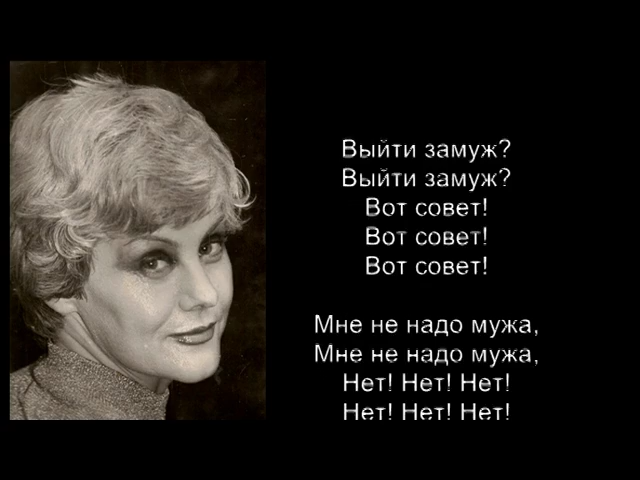 Выйти замуж?
Выйти замуж?
Вот совет!
Вот совет!
Вот совет!
Мне не надо мужа,
Мне не надо мужа,
Нет! Нет! Нет!
Нет! Нет! Нет!